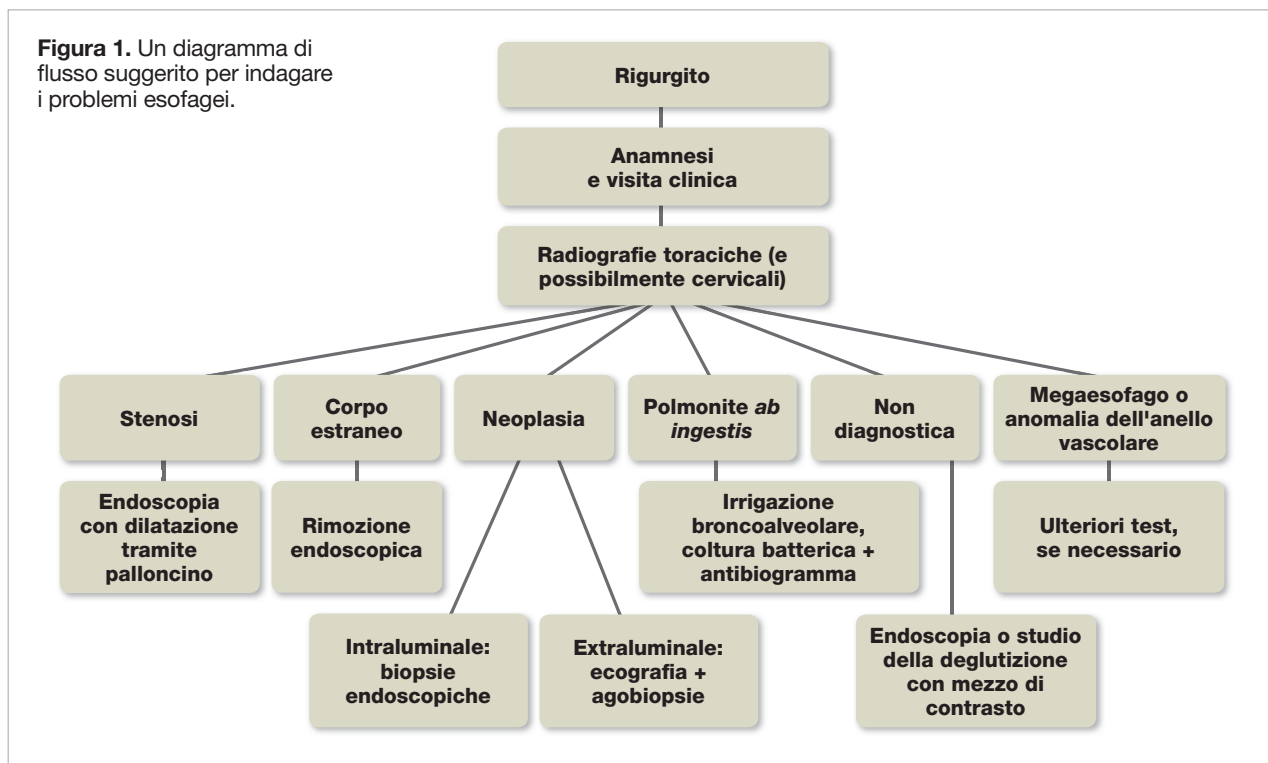 Figura 1. Un diagramma di
flusso suggerito per indagare
i problemi esofagei.
Rigurgito
Anamnesi
e visita clinica
Radiografie toraciche (e
possibilmente cervicali)
Stenosi
Corpo
estraneo
Neoplasia
Polmonite ab
ingestis
Non
diagnostica
Megaesofago o
anomalia dell'anello
vascolare
Endoscopia
con dilatazione
tramite
palloncino
Rimozione
endoscopica
Irrigazione
broncoalveolare,
coltura batterica +
antibiogramma
Ulteriori test,
se necessario
Intraluminale:
biopsie
endoscopiche
Extraluminale:
ecografia +
agobiopsie
Endoscopia o studio
della deglutizione
con mezzo di
contrasto